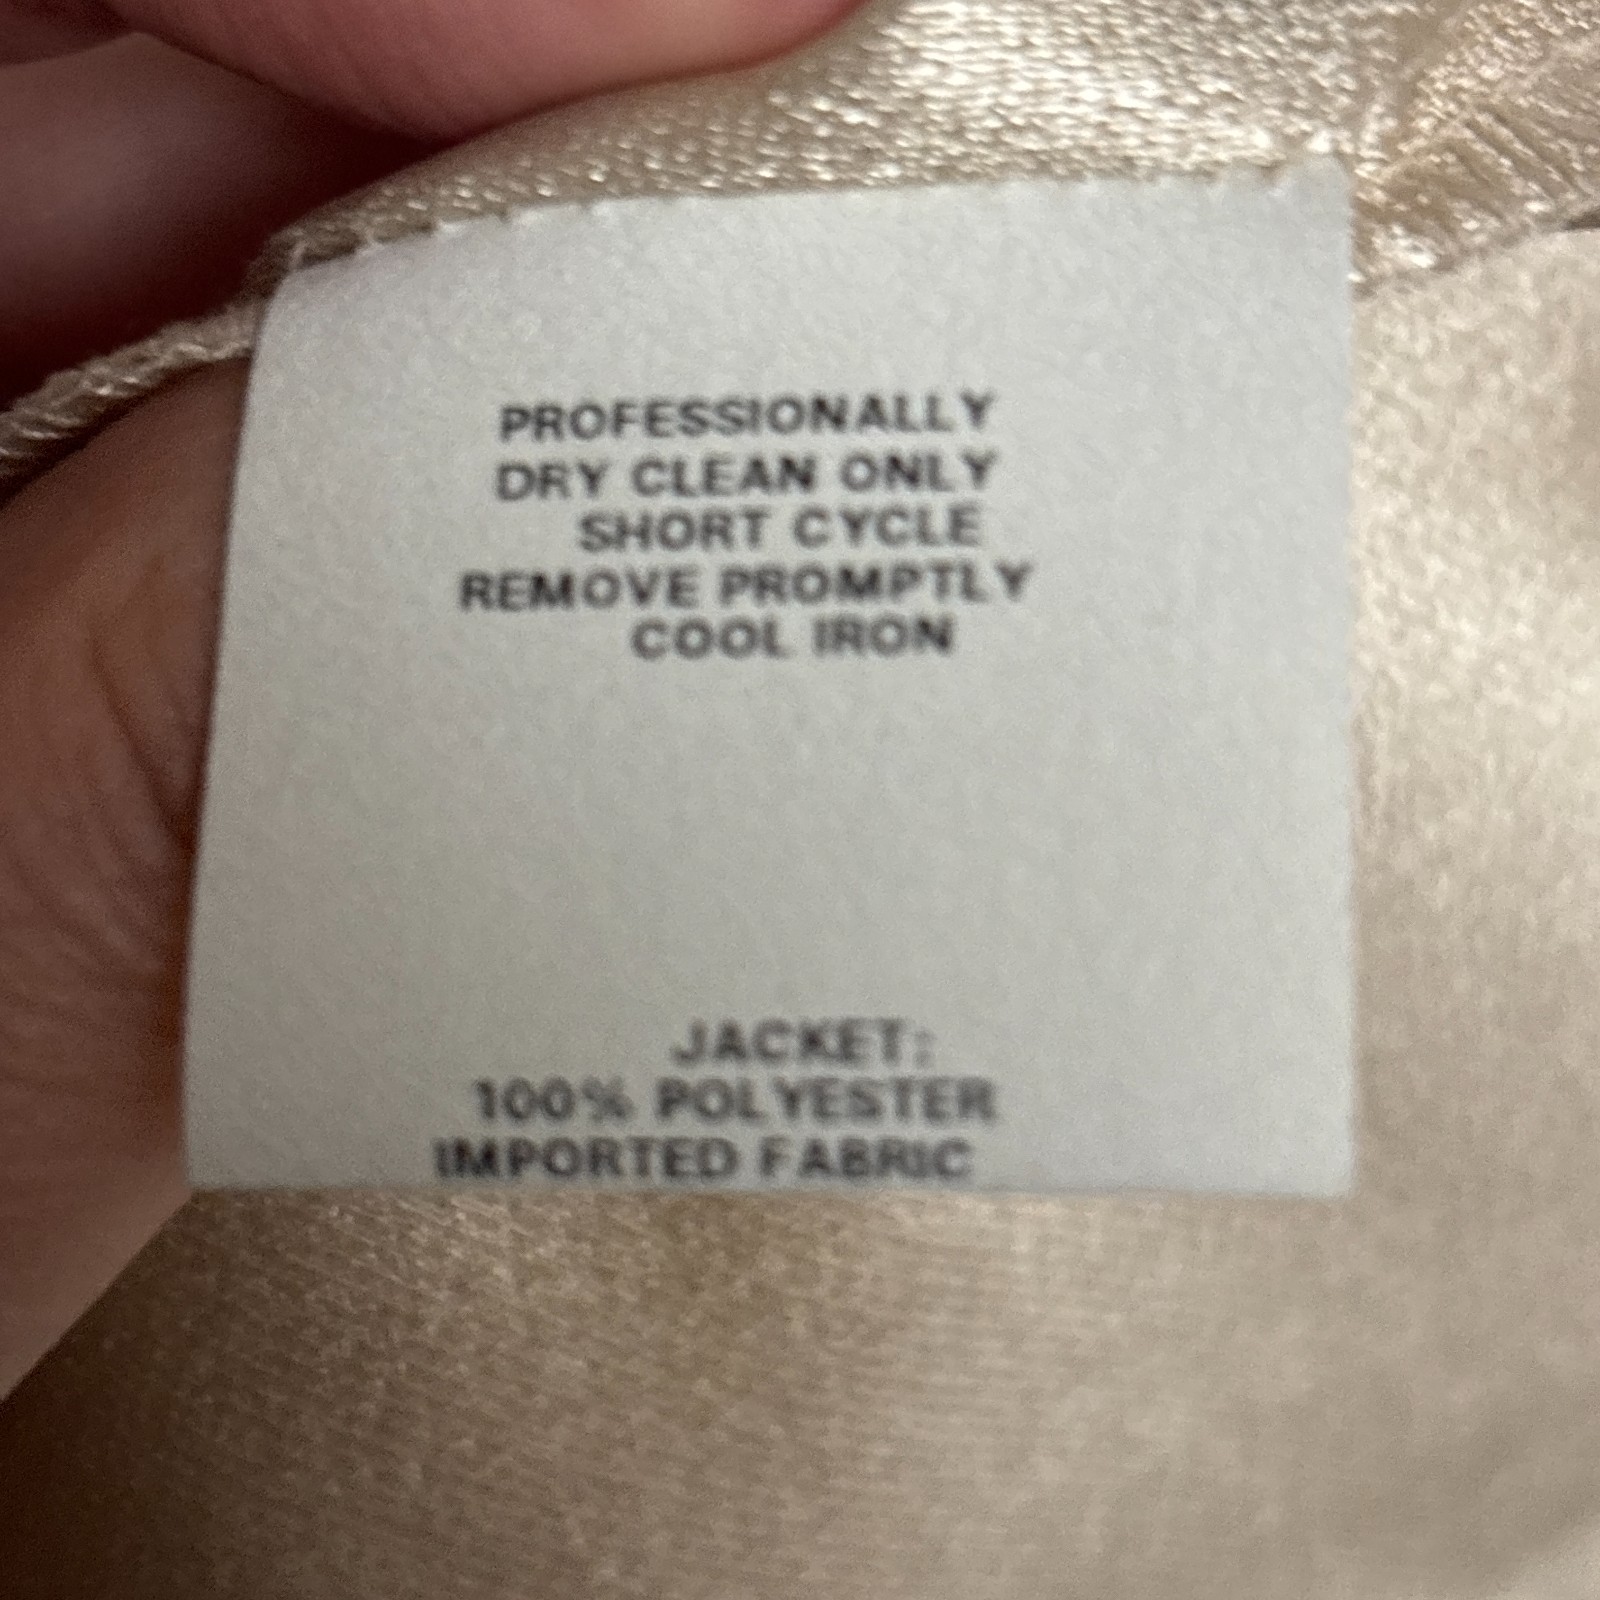 PROFESSIONALLY
DRY CLEAN ONLY
SHORT CYCLE
REMOVE PROMPTLY
COOL IRON
JACKET:
100% POLYESTER
IMPORTED FABRIC